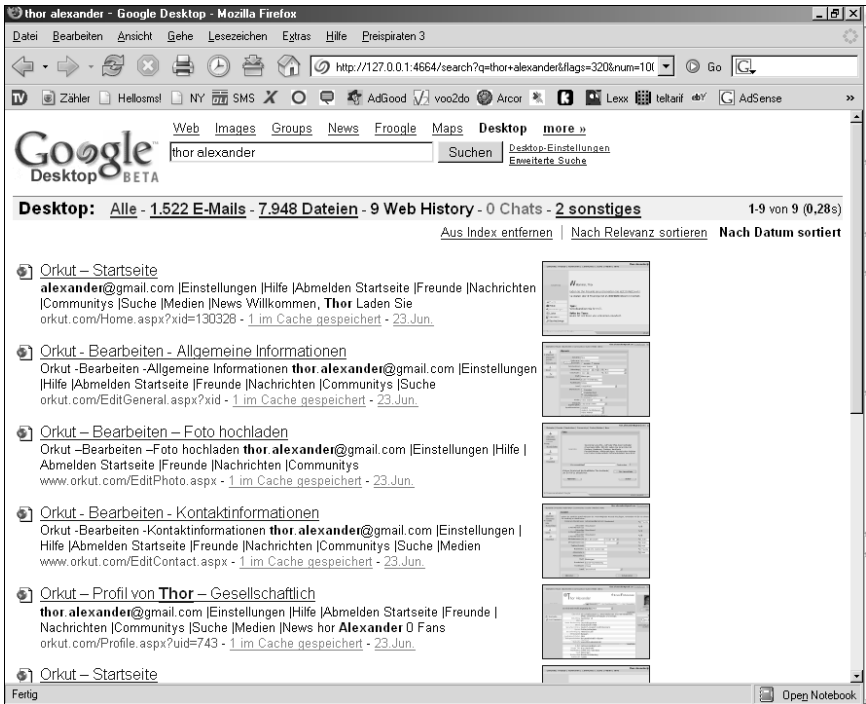 thor alexander - Google Desktop - Mozilla Firefox
Datei Bearbeiten Ansicht Gehe Lesezeichen Extras Hilfe Preispiraten 3
http://127.0.0.1:4664/search?q=thor+alexander&flags=320&num=10( Go G
TV Zähler Hellosms! NY SMS AdGood voo2do Arcor Lexx teltarif ebY AdSense »
Web Images Groups News Froogle Maps Desktop more »
Google Desktop BETA
thor alexander Suchen Desktop-Einstellungen
Erweiterte Suche
Desktop: Alle - 1.522 E-Mails - 7.948 Dateien - 9 Web History - 0 Chats - 2 sonstiges 1-9 von 9 (0,28s)
Aus Index entfernen | Nach Relevanz sortieren Nach Datum sortiert
Orkut – Startseite
alexander@gmail.com |Einstellungen |Hilfe |Abmelden Startseite |Freunde |Nachrichten
|Communitys |Suche |Medien |News Willkommen, Thor Laden Sie
orkut.com/Home.aspx?xid=130328 - 1 im Cache gespeichert - 23.Jun.
Orkut - Bearbeiten - Allgemeine Informationen
Orkut -Bearbeiten -Allgemeine Informationen thor.alexander@gmail.com |Einstellungen
|Hilfe |Abmelden Startseite |Freunde |Nachrichten |Communitys |Suche
orkut.com/EditGeneral.aspx?xid - 1 im Cache gespeichert - 23.Jun.
Orkut – Bearbeiten – Foto hochladen
Orkut –Bearbeiten –Foto hochladen thor.alexander@gmail.com |Einstellungen |Hilfe |
Abmelden Startseite |Freunde |Nachrichten |Communitys
www.orkut.com/EditPhoto.aspx - 1 im Cache gespeichert - 23.Jun.
Orkut - Bearbeiten - Kontaktinformationen
Orkut -Bearbeiten -Kontaktinformationen thor.alexander@gmail.com |Einstellungen |
Hilfe |Abmelden Startseite |Freunde |Nachrichten |Communitys |Suche |Medien
www.orkut.com/EditContact.aspx - 1 im Cache gespeichert - 23.Jun.
Orkut – Profil von Thor – Gesellschaftlich
thor.alexander@gmail.com |Einstellungen |Hilfe |Abmelden Startseite |Freunde |
Nachrichten |Communitys |Suche |Medien |News hor Alexander 0 Fans
orkut.com/Profile.aspx?uid=743 - 1 im Cache gespeichert - 23.Jun.
Orkut – Startseite
Fertig Open Notebook